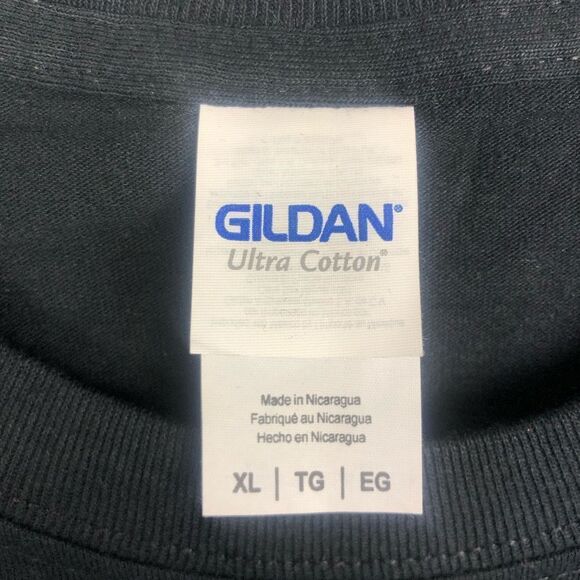 GILDAN®
Ultra Cotton®
Made in Nicaragua
Fabriqué au Nicaragua
Hecho en Nicaragua
XL | TG | EG